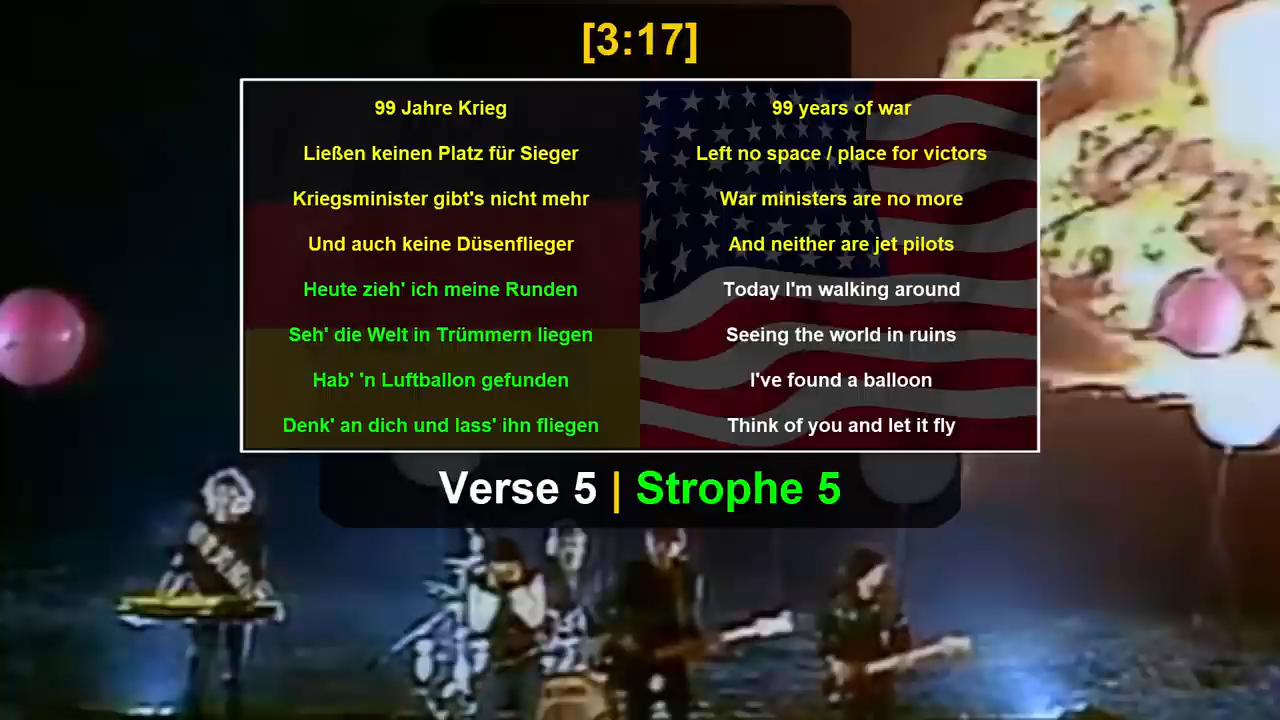 [3:17]
99 Jahre Krieg
Ließen keinen Platz für Sieger
Kriegsminister gibt's nicht mehr
Und auch keine Düsenflieger
Heute zieh' ich meine Runden
Seh' die Welt in Trümmern liegen
Hab' 'n Luftballon gefunden
Denk' an dich und lass' ihn fliegen
99 years of war
Left no space / place for victors
War ministers are no more
And neither are jet pilots
Today I'm walking around
Seeing the world in ruins
I've found a balloon
Think of you and let it fly
Verse 5 | Strophe 5